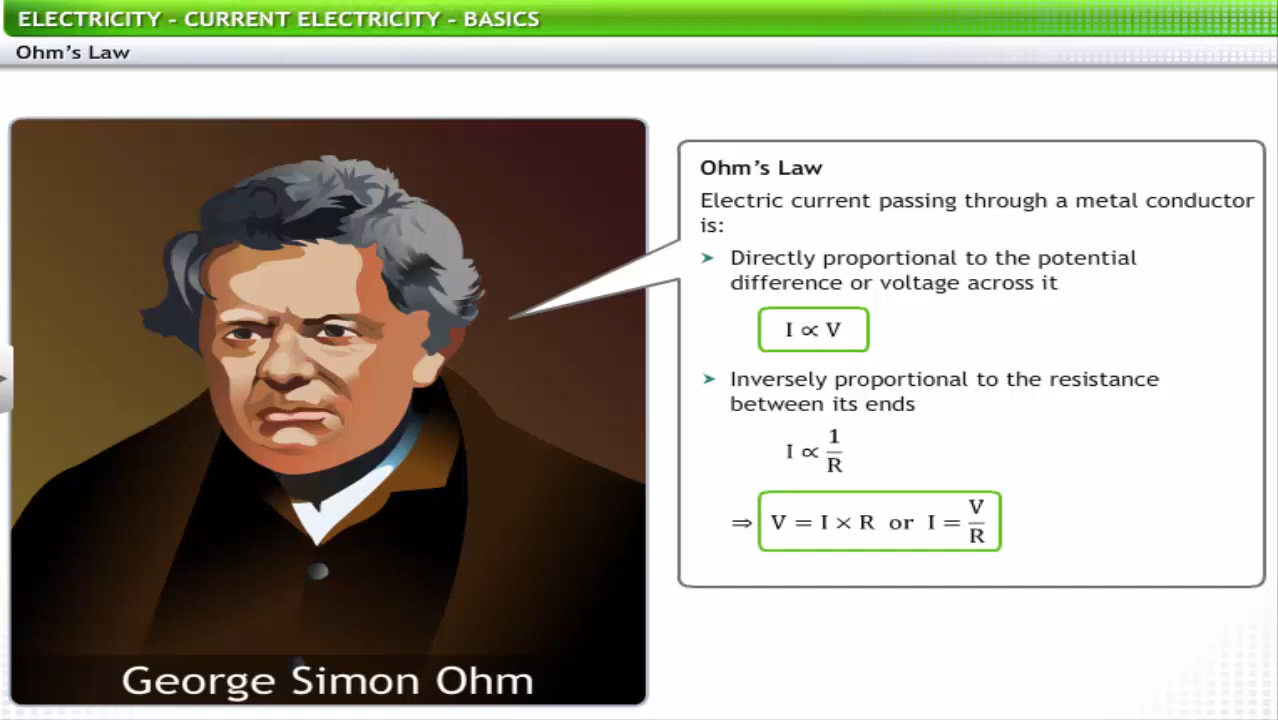 ELECTRICITY - CURRENT ELECTRICITY - BASICS
Ohm's Law
Ohm's Law
Electric current passing through a metal conductor
is:
➤ Directly proportional to the potential
difference or voltage across it
I ∝ V
➤ Inversely proportional to the resistance
between its ends
I ∝ 1/R
⇒ V = I × R or I = V/R
George Simon Ohm